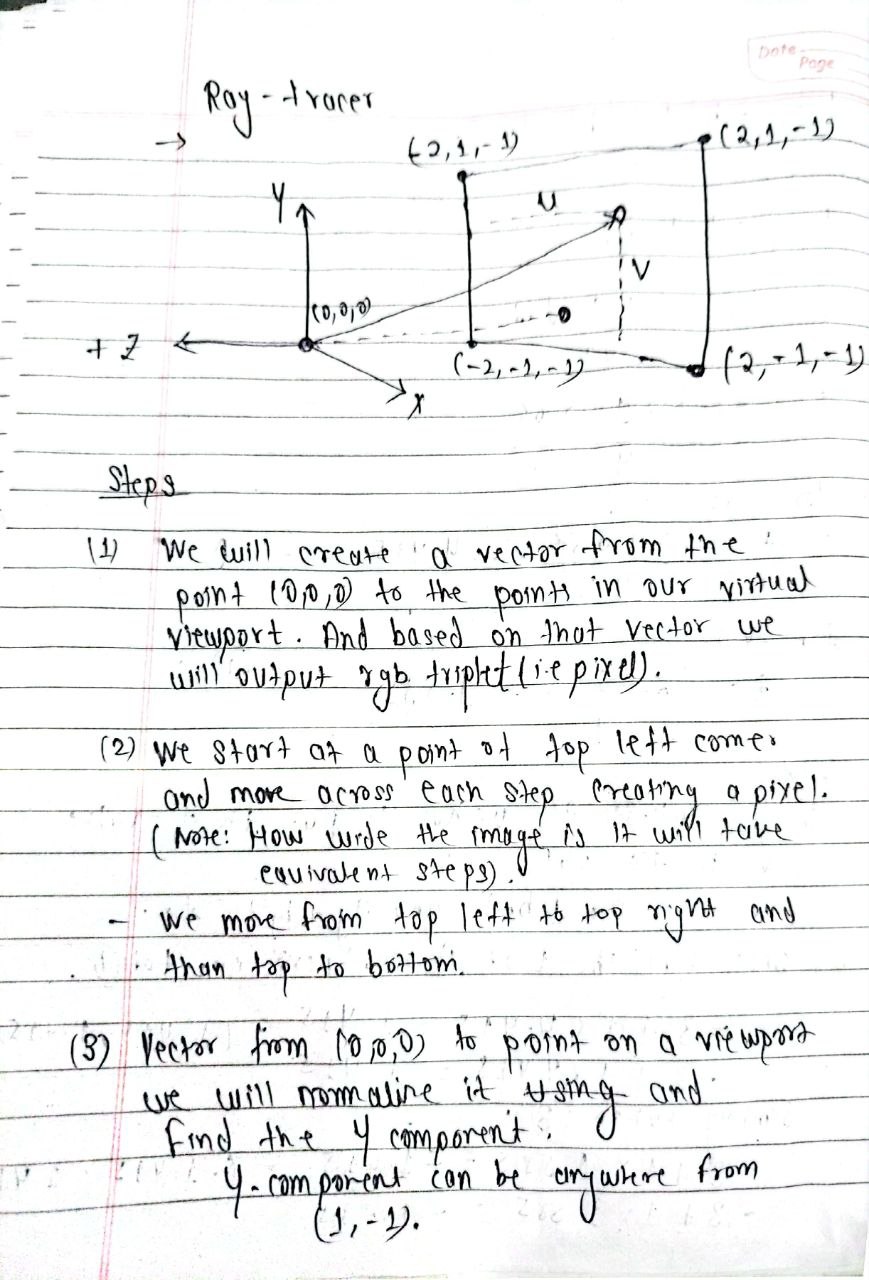 Date
Page
Ray-tracer
→
(-2,1,-1)
(2,1,-1)
Y
U
V
(0,0,0)
+Z
(-2,-1,-1)
(2,-1,-1)
X
Steps
(1) We will create a vector from the
point (0,0,0) to the points in our virtual
viewport. And based on that vector we
will output rgb triplet (i.e pixel).
(2) We start at a point of top left corner
and move across each step creating a pixel.
(Note: How wide the image is it will take
equivalent steps).
- We move from top left to top right and
than top to bottom.
(3) Vector from (0,0,0) to point on a viewport
we will normalize it using and
find the y component.
y-component can be anywhere from
(1,-1).